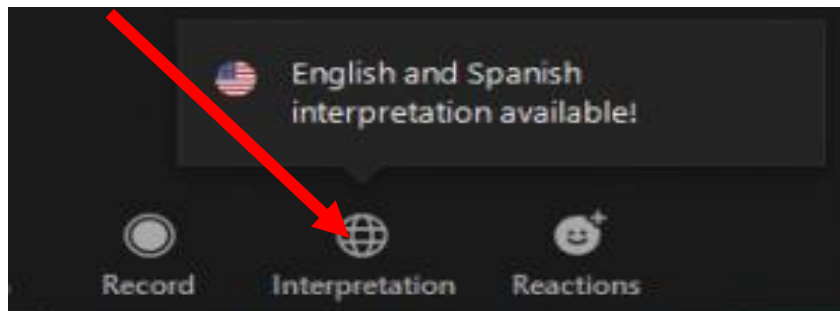 English and Spanish
interpretation available!
Record Interpretation Reactions